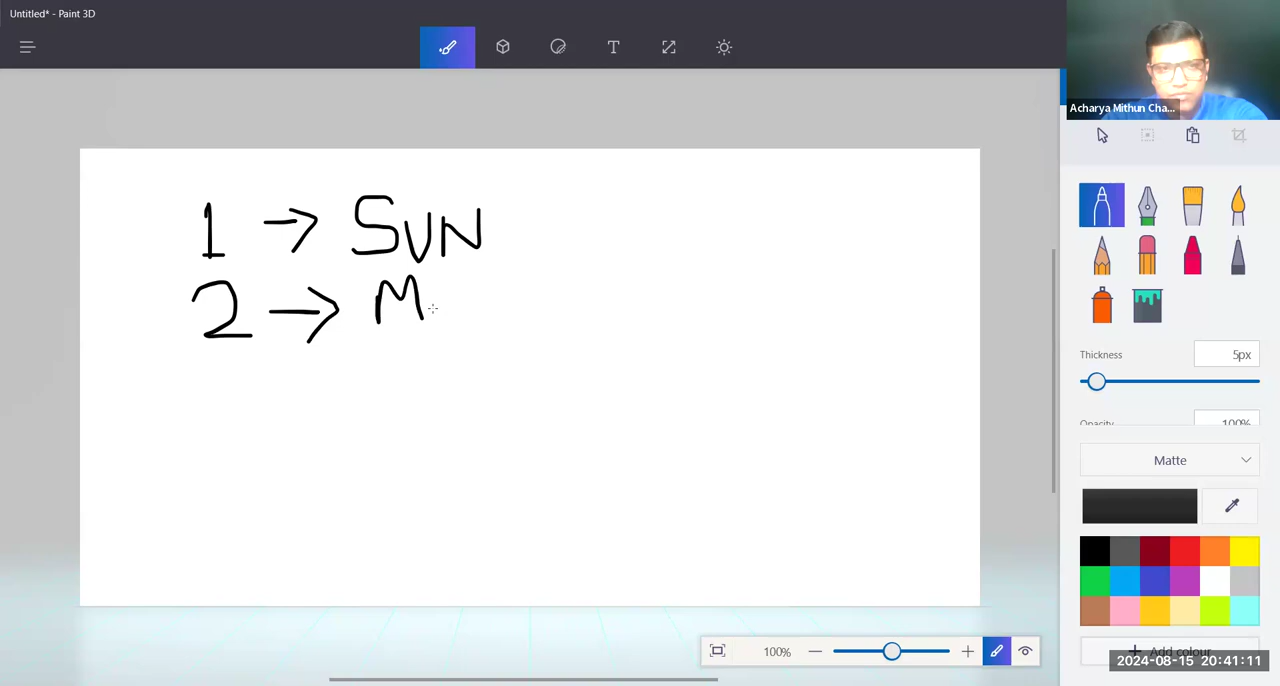 Untitled* - Paint 3D
Acharya Mithun Cha...
1 → SUN
2 → M
Thickness
5px
Opacity
100%
Matte
100%
Add colour
2024-08-15 20:41:11